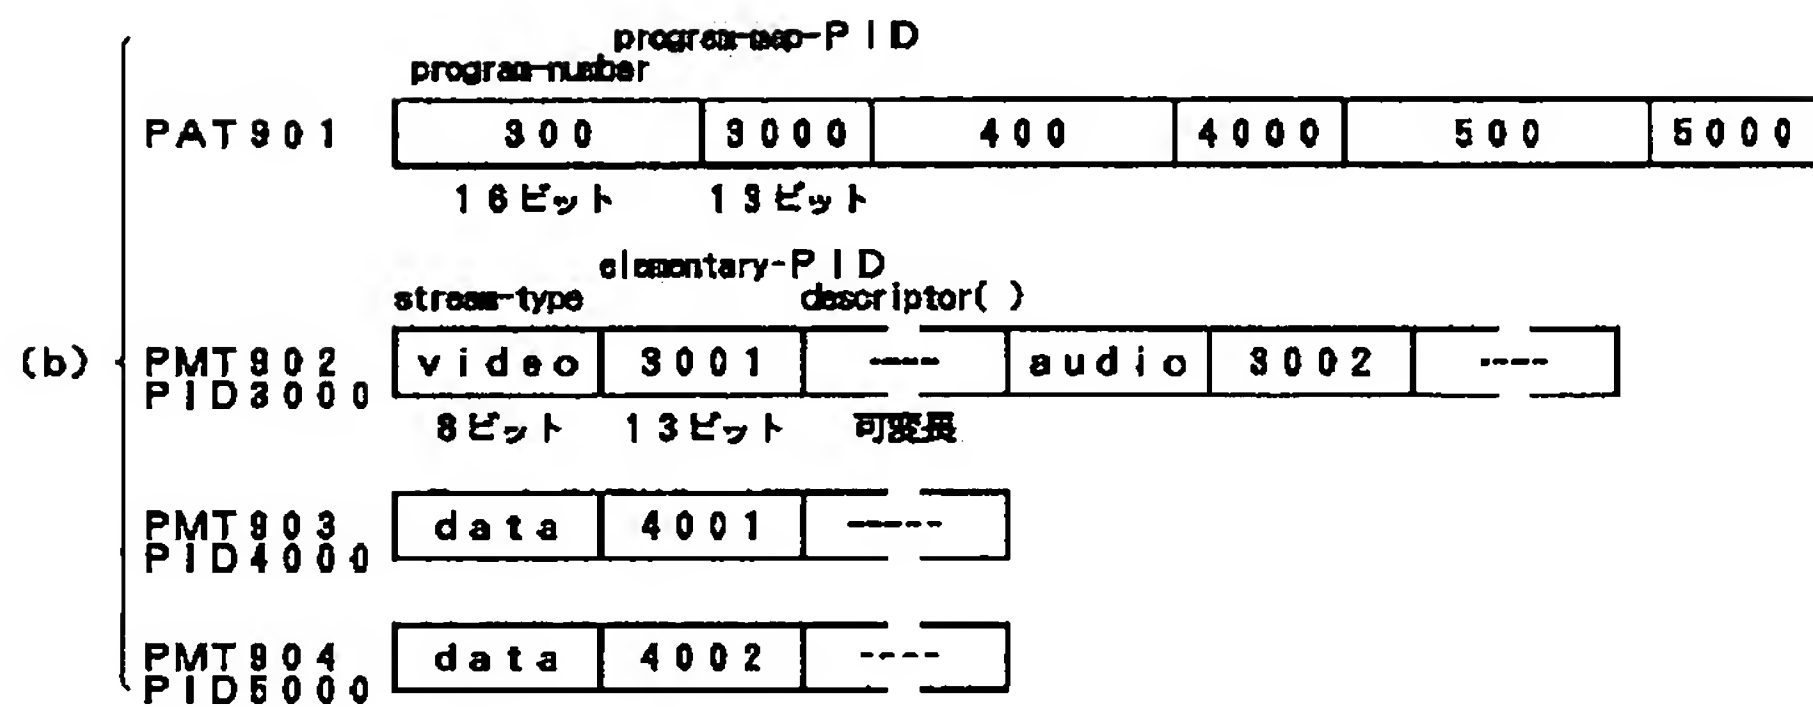 program-map-PID
program-number
PAT901 300 3000 400 4000 500 5000
16ビット 13ビット
elementary-PID
stream-type descriptor( )
(b)
PMT902 video 3001 ---- audio 3002 ----
PID3000
8ビット 13ビット 可変長
PMT903 data 4001 -----
PID4000
PMT904 data 4002 ----
PID5000